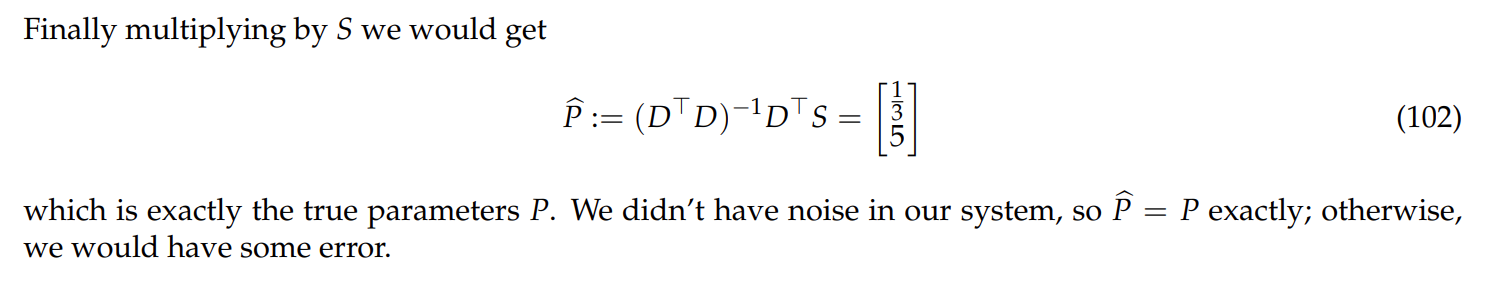 Finally multiplying by S we would get
P̂ := (D⊤D)⁻¹D⊤S = [1/3 5] (102)
which is exactly the true parameters P. We didn't have noise in our system, so P̂ = P exactly; otherwise,
we would have some error.